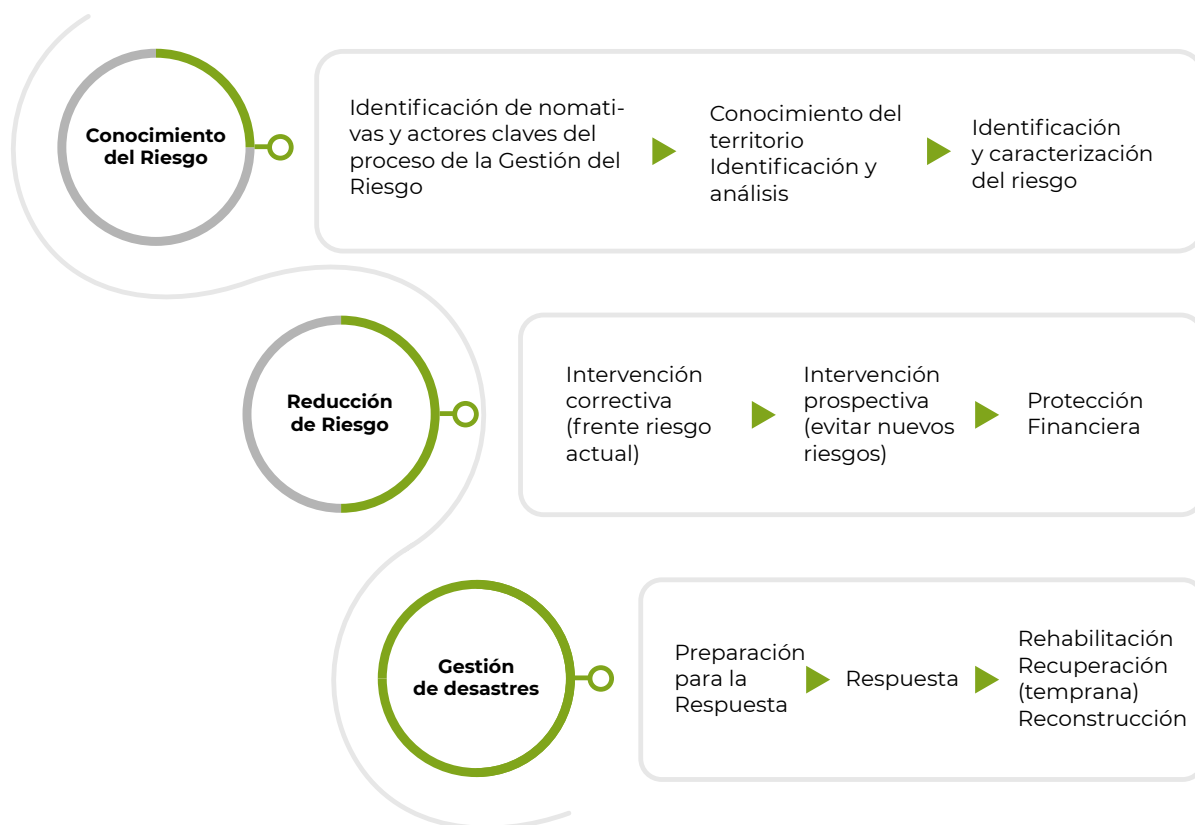 Conocimiento
del Riesgo
Identificación de nomati-
vas y actores claves del
proceso de la Gestión del
Riesgo
Conocimiento del
territorio
Identificación y
análisis
Identificación
y caracterización
del riesgo
Reducción
de Riesgo
Intervención
correctiva
(frente riesgo
actual)
Intervención
prospectiva
(evitar nuevos
riesgos)
Protección
Financiera
Gestión
de desastres
Preparación
para la
Respuesta
Respuesta
Rehabilitación
Recuperación
(temprana)
Reconstrucción